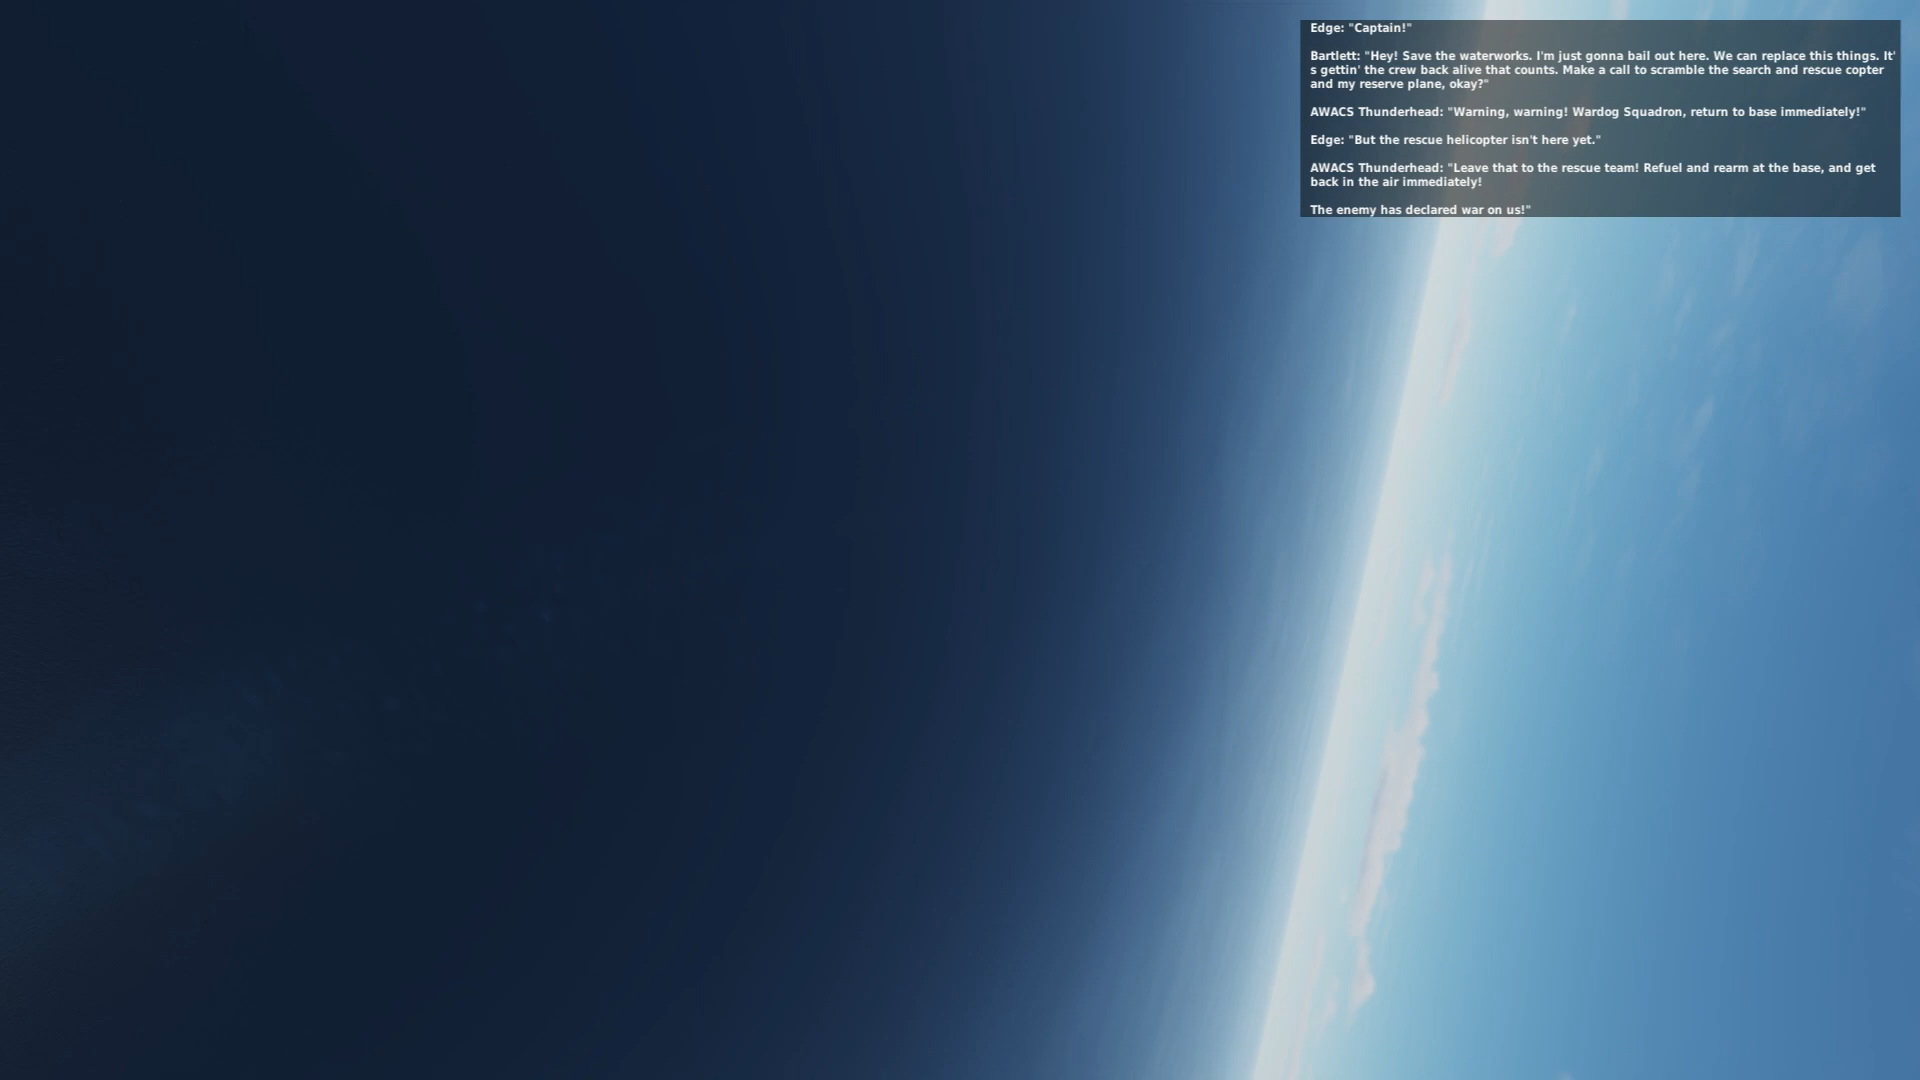 Edge: "Captain!"
Bartlett: "Hey! Save the waterworks. I'm just gonna bail out here. We can replace this things. It'
s gettin' the crew back alive that counts. Make a call to scramble the search and rescue copter
and my reserve plane, okay?"
AWACS Thunderhead: "Warning, warning! Wardog Squadron, return to base immediately!"
Edge: "But the rescue helicopter isn't here yet."
AWACS Thunderhead: "Leave that to the rescue team! Refuel and rearm at the base, and get
back in the air immediately!
The enemy has declared war on us!"